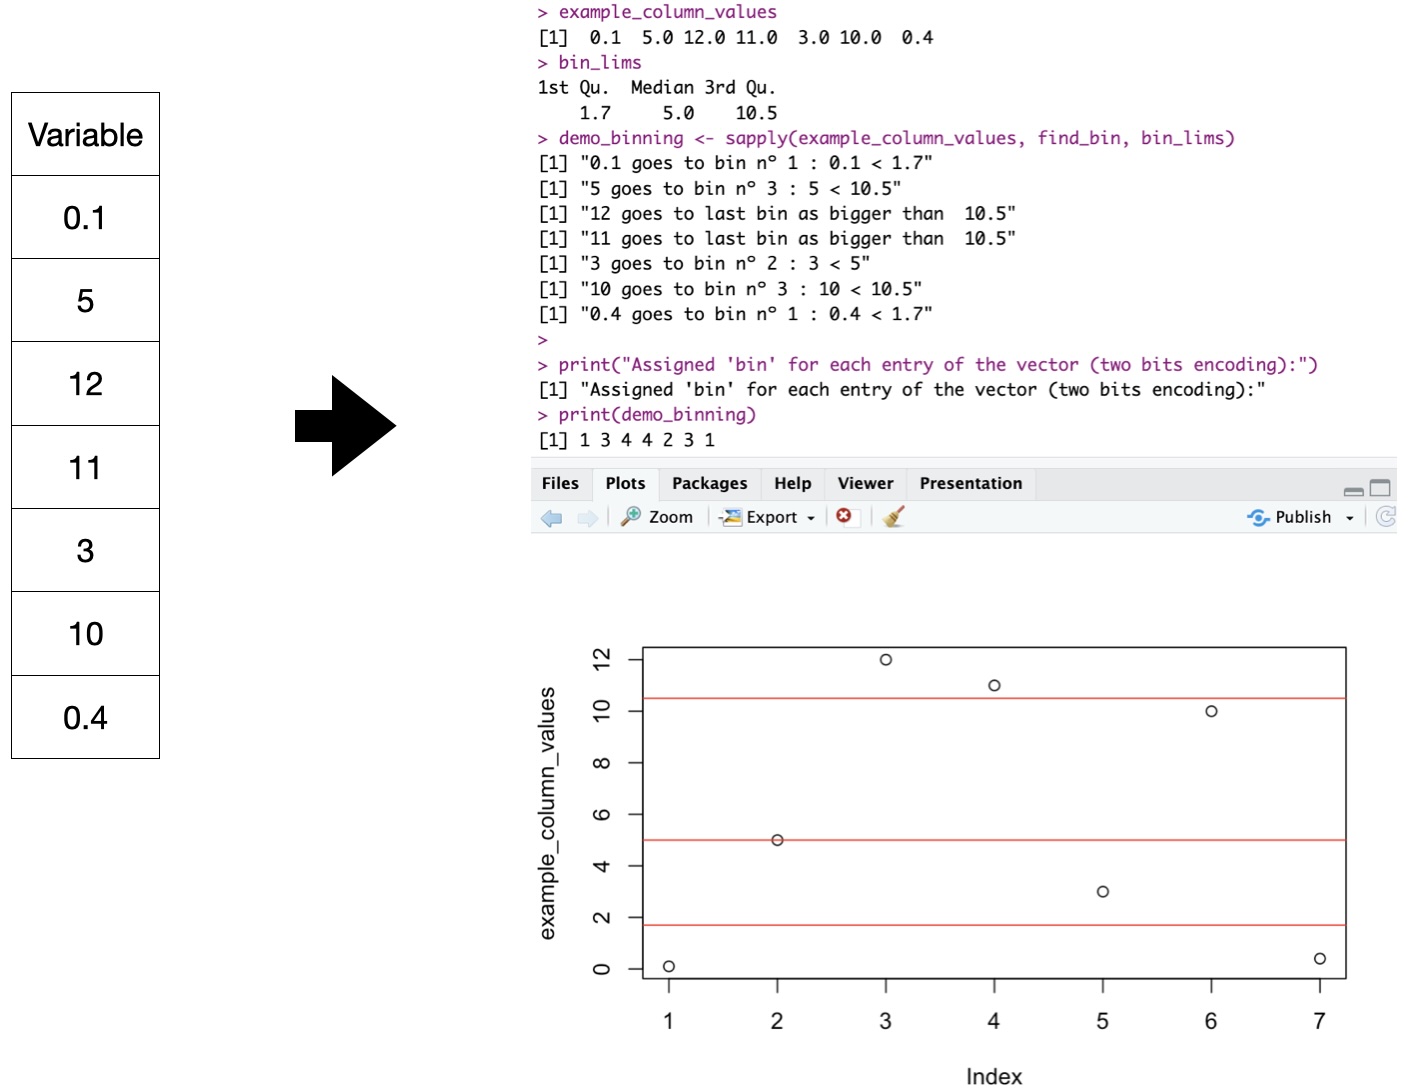 Variable
0.1
5
12
11
3
10
0.4
> example_column_values
[1]  0.1  5.0 12.0 11.0  3.0 10.0  0.4
> bin_lims
1st Qu.  Median 3rd Qu.
    1.7     5.0    10.5
> demo_binning <- sapply(example_column_values, find_bin, bin_lims)
[1] "0.1 goes to bin nº 1 : 0.1 < 1.7"
[1] "5 goes to bin nº 3 : 5 < 10.5"
[1] "12 goes to last bin as bigger than  10.5"
[1] "11 goes to last bin as bigger than  10.5"
[1] "3 goes to bin nº 2 : 3 < 5"
[1] "10 goes to bin nº 3 : 10 < 10.5"
[1] "0.4 goes to bin nº 1 : 0.4 < 1.7"
>
> print("Assigned 'bin' for each entry of the vector (two bits encoding):")
[1] "Assigned 'bin' for each entry of the vector (two bits encoding):"
> print(demo_binning)
[1] 1 3 4 4 2 3 1
Files Plots Packages Help Viewer Presentation
Zoom Export Publish
example_column_values
12
10
8
6
4
2
0
1 2 3 4 5 6 7
Index